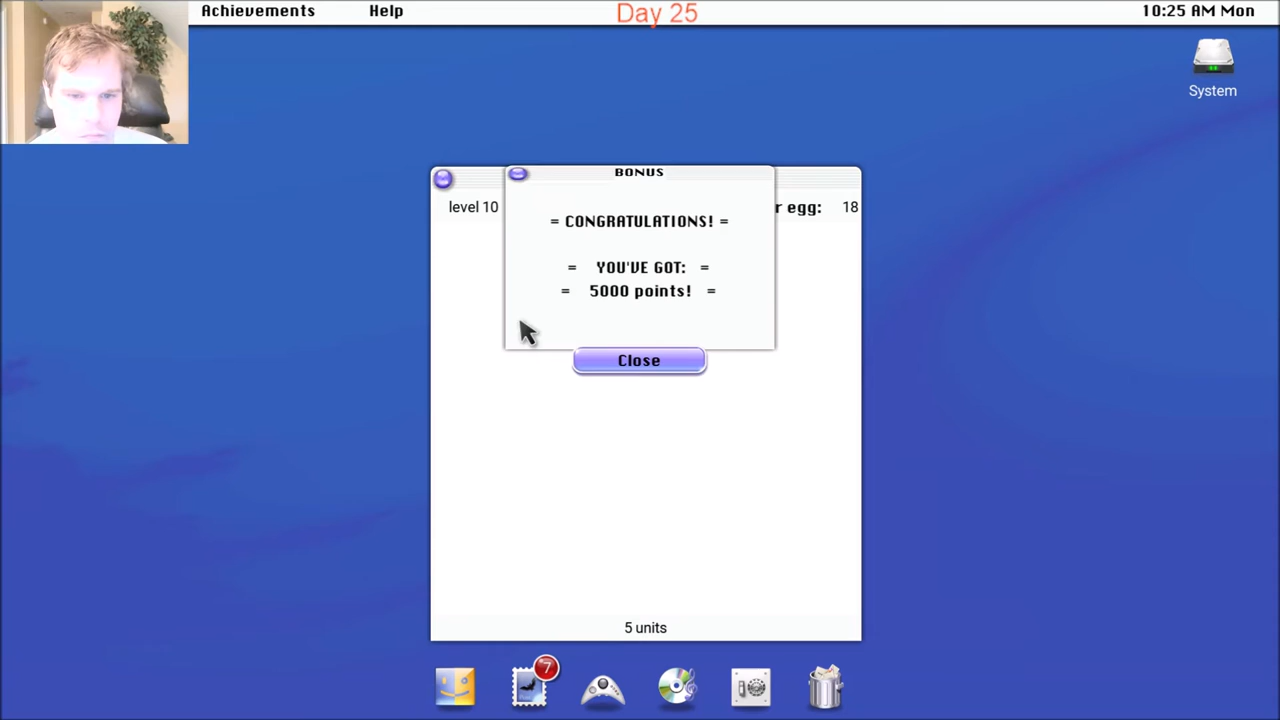 Achievements Help Day 25 10:25 AM Mon
System
BONUS
level 10 r egg: 18
= CONGRATULATIONS! =
= YOU'VE GOT: =
= 5000 points! =
Close
5 units
7